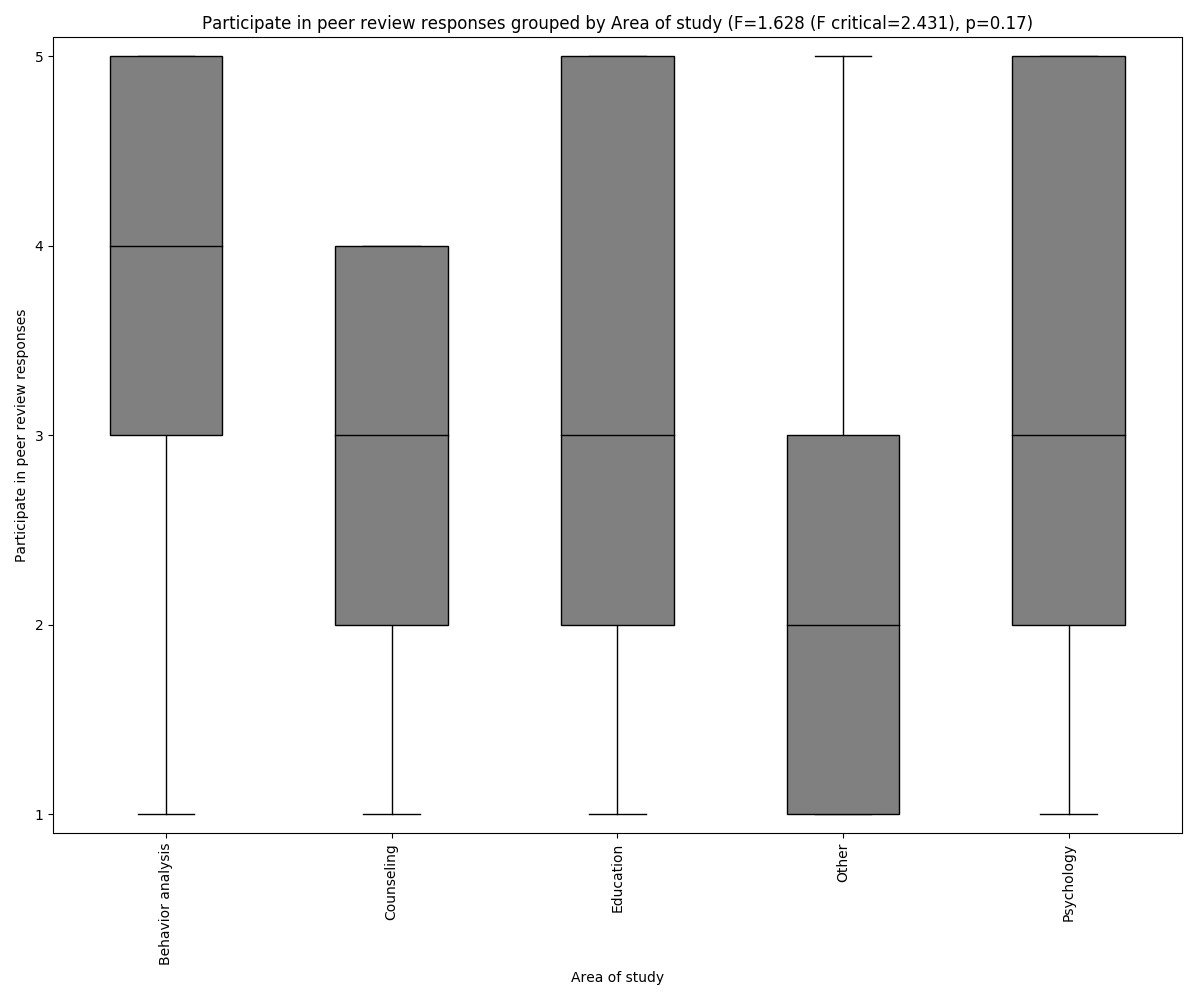 Participate in peer review responses grouped by Area of study (F=1.628 (F critical=2.431), p=0.17)
Participate in peer review responses
5
4
3
2
1
Behavior analysis
Counseling
Education
Other
Psychology
Area of study